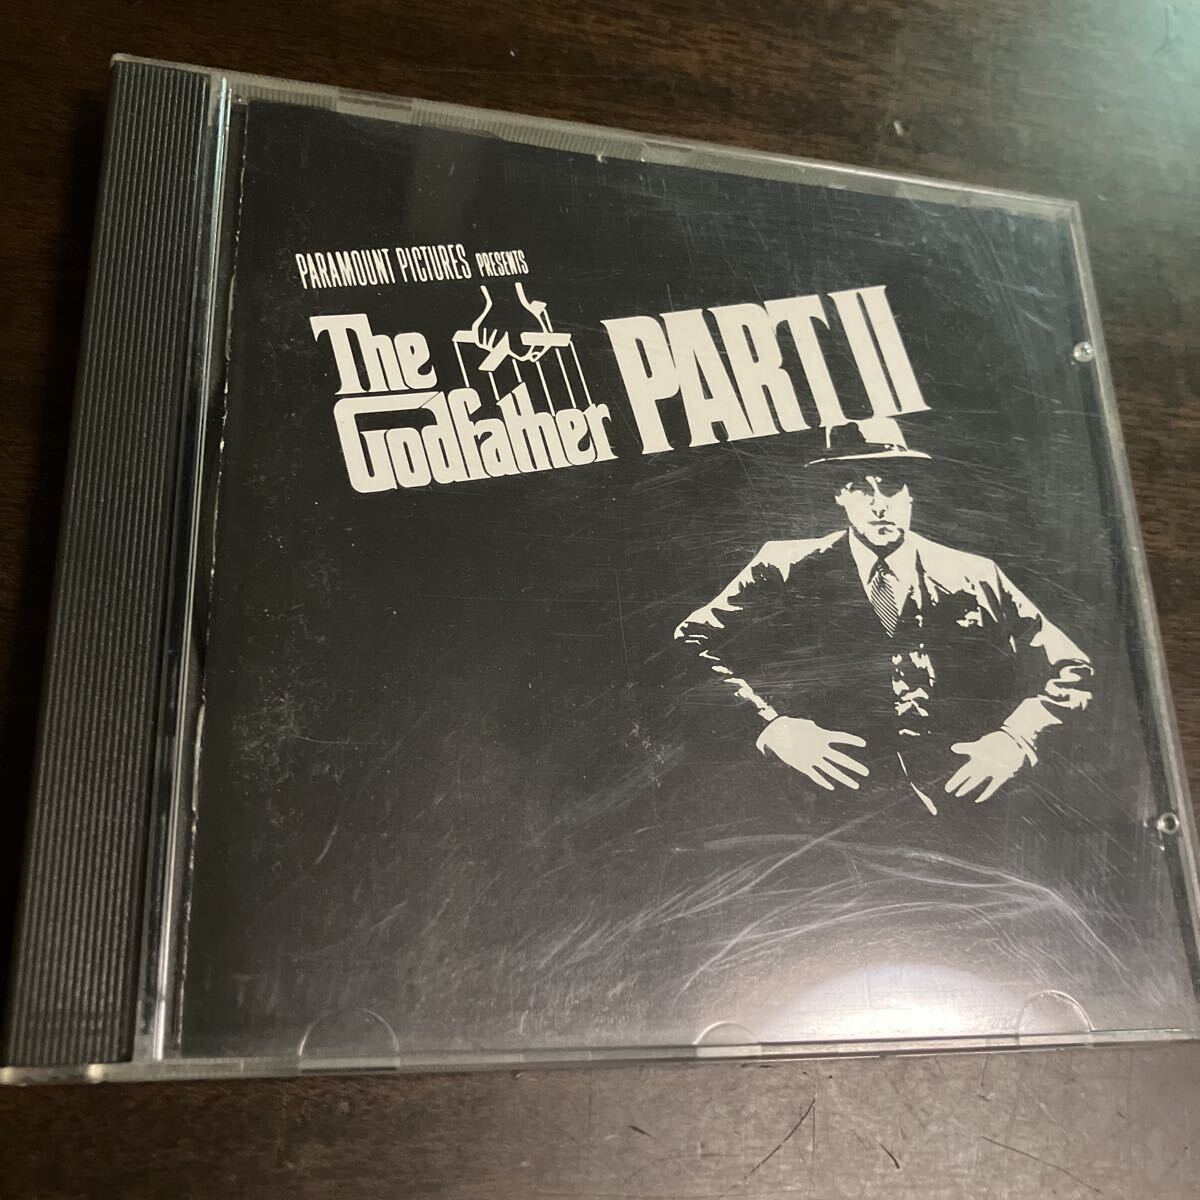 PARAMOUNT PICTURES PRESENTS
The
Godfather PART II